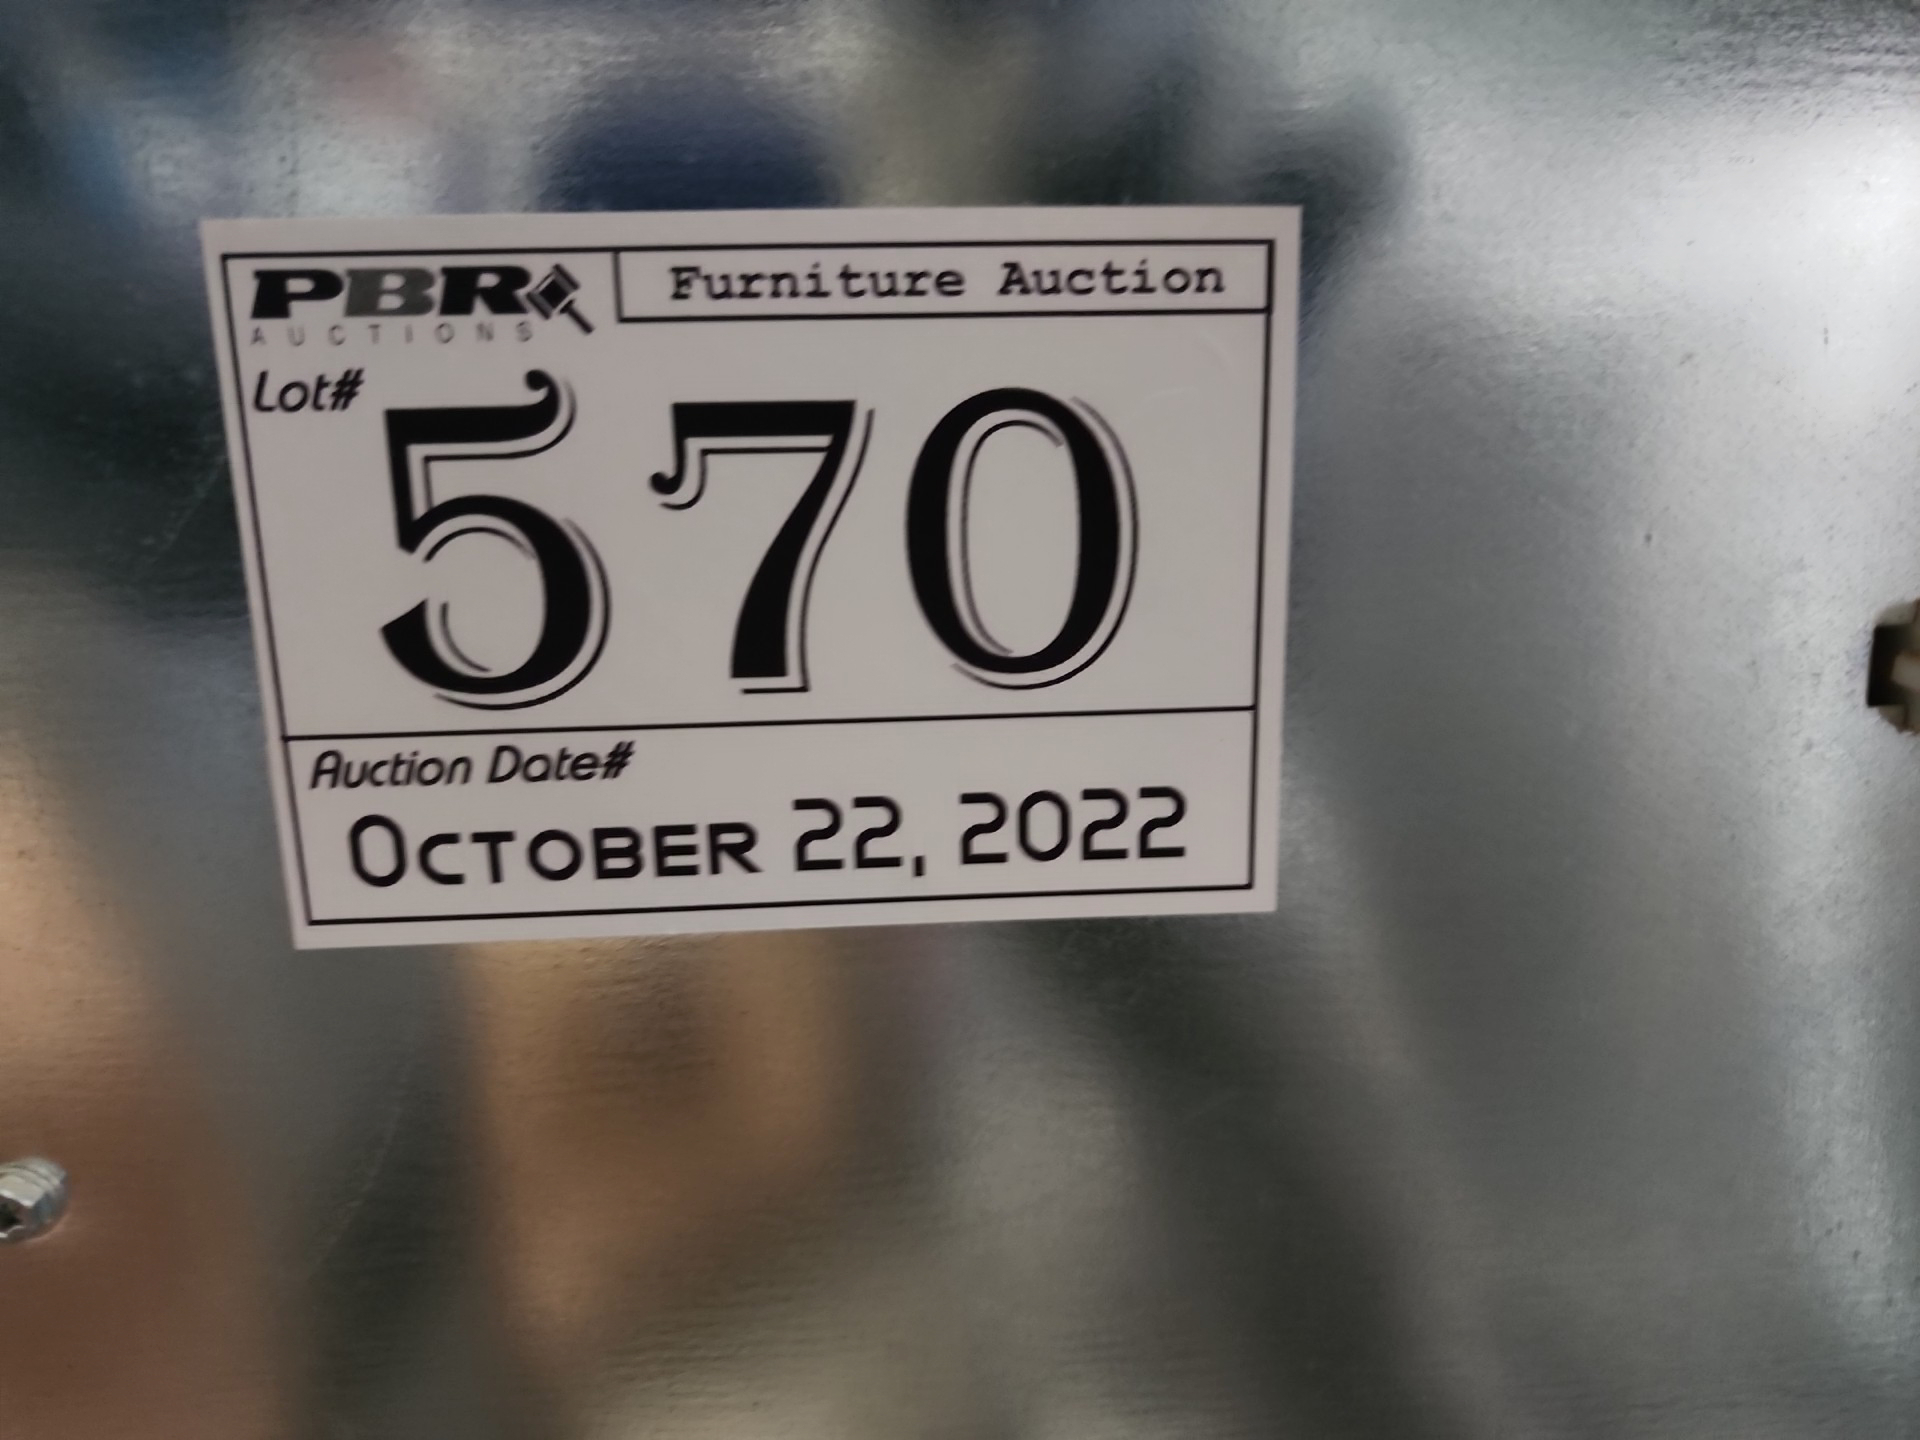 PBR
AUCTIONS
Furniture Auction
Lot#
570
Auction Date#
October 22, 2022